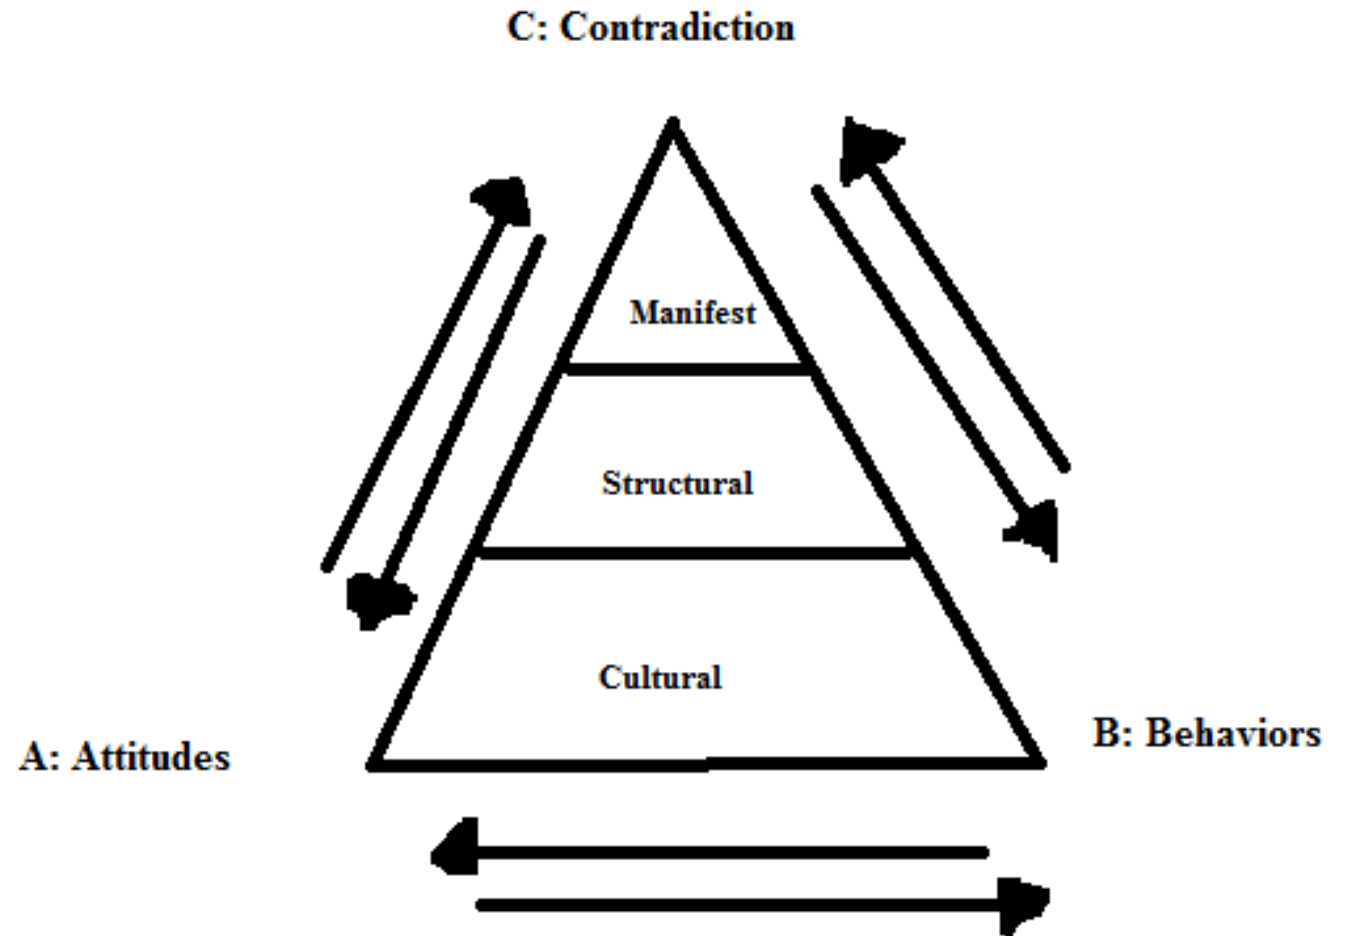 C: Contradiction
Manifest
Structural
Cultural
A: Attitudes
B: Behaviors